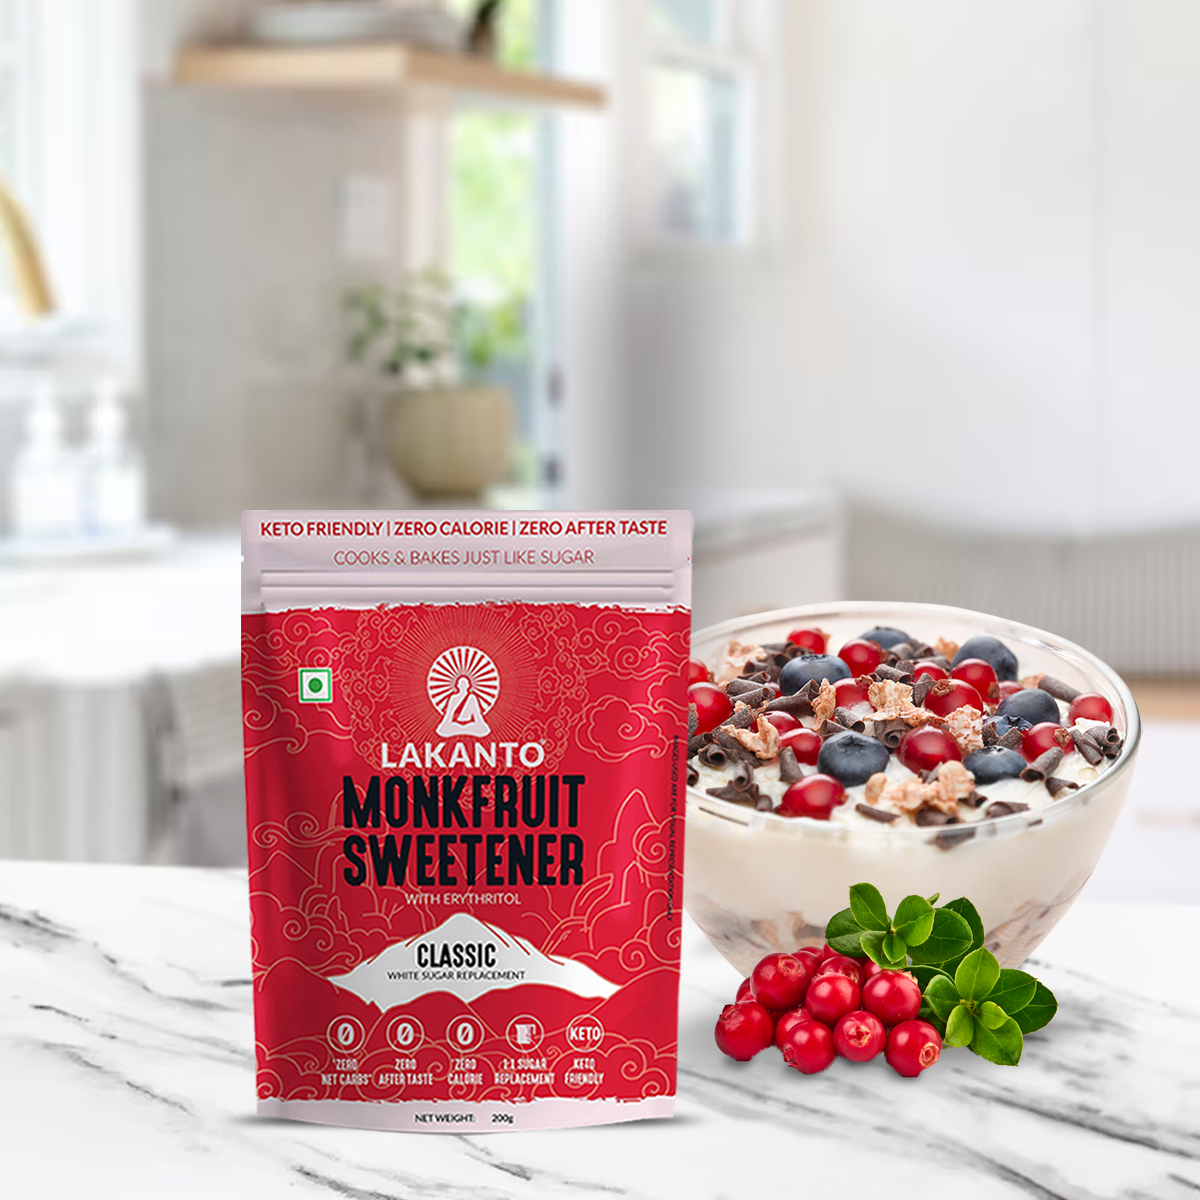 KETO FRIENDLY | ZERO CALORIE | ZERO AFTER TASTE
COOKS & BAKES JUST LIKE SUGAR
LAKANTO®
MONKFRUIT
SWEETENER
WITH ERYTHRITOL
CLASSIC
WHITE SUGAR REPLACEMENT
0 0 0 KETO
*ZERO NET CARBS*
ZERO AFTER TASTE
ZERO CALORIE
1:1 SUGAR REPLACEMENT
KETO FRIENDLY
NET WEIGHT: 200g